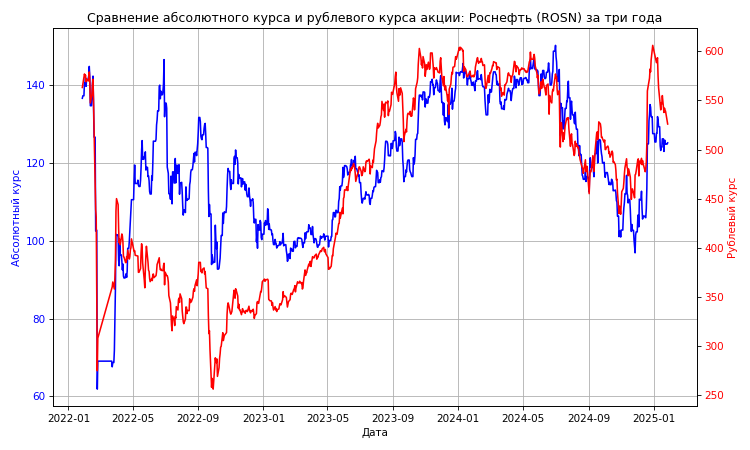 Сравнение абсолютного курса и рублевого курса акции: Роснефть (ROSN) за три года
Абсолютный курс
140
120
100
80
60
600
550
500
450
400
350
300
250
Рублевый курс
2022-01 2022-05 2022-09 2023-01 2023-05 2023-09 2024-01 2024-05 2024-09 2025-01
Дата